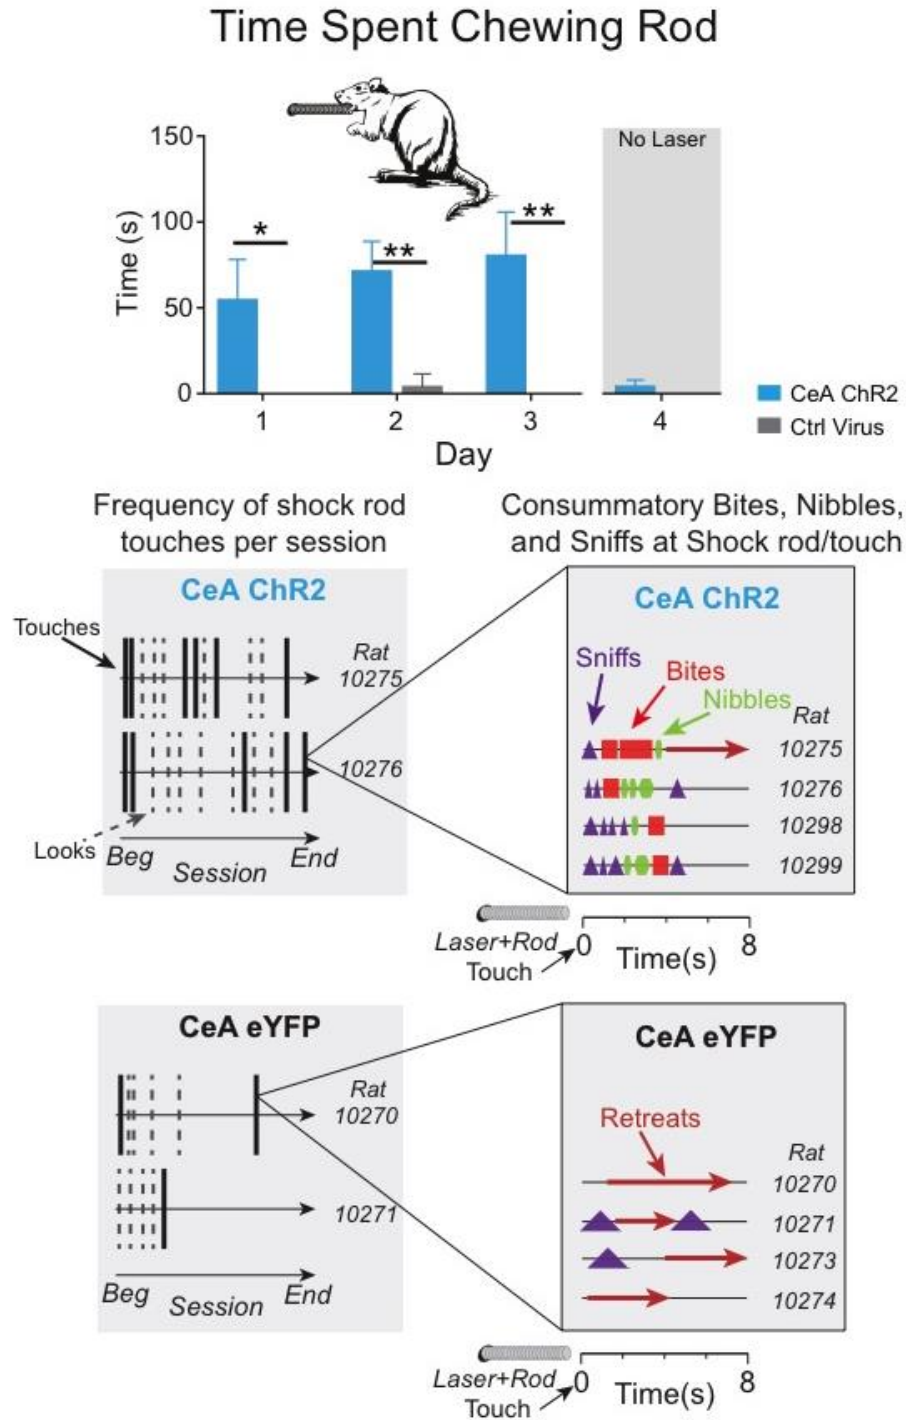 Time Spent Chewing Rod
No Laser
150
100
50
0
Time (s)
*
**
**
1
2
3
4
Day
CeA ChR2
Ctrl Virus
Frequency of shock rod
touches per session
CeA ChR2
Touches
Rat
10275
10276
Looks
Beg
Session
End
Consummatory Bites, Nibbles,
and Sniffs at Shock rod/touch
CeA ChR2
Sniffs
Bites
Nibbles
Rat
10275
10276
10298
10299
Laser+Rod
Touch
0
Time(s)
8
CeA eYFP
Rat
10270
10271
Beg
Session
End
CeA eYFP
Retreats
Rat
10270
10271
10273
10274
Laser+Rod
Touch
0
Time(s)
8